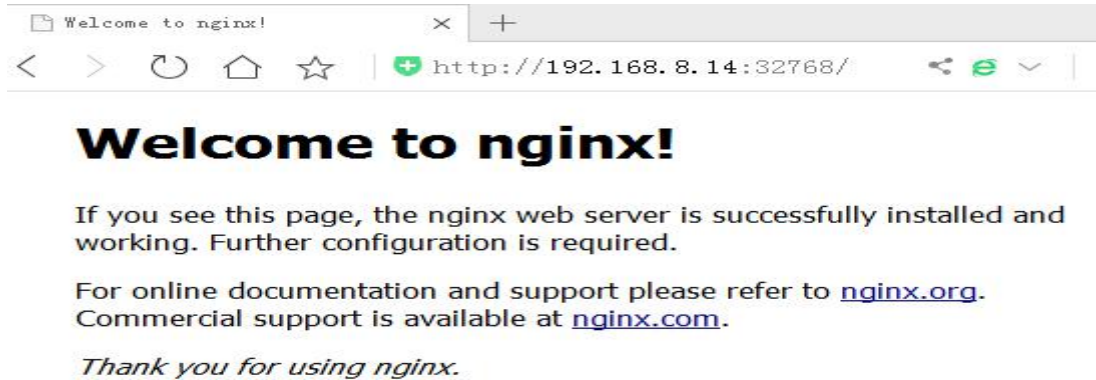 Welcome to nginx!
http://192.168.8.14:32768/
Welcome to nginx!
If you see this page, the nginx web server is successfully installed and
working. Further configuration is required.
For online documentation and support please refer to nginx.org.
Commercial support is available at nginx.com.
Thank you for using nginx.